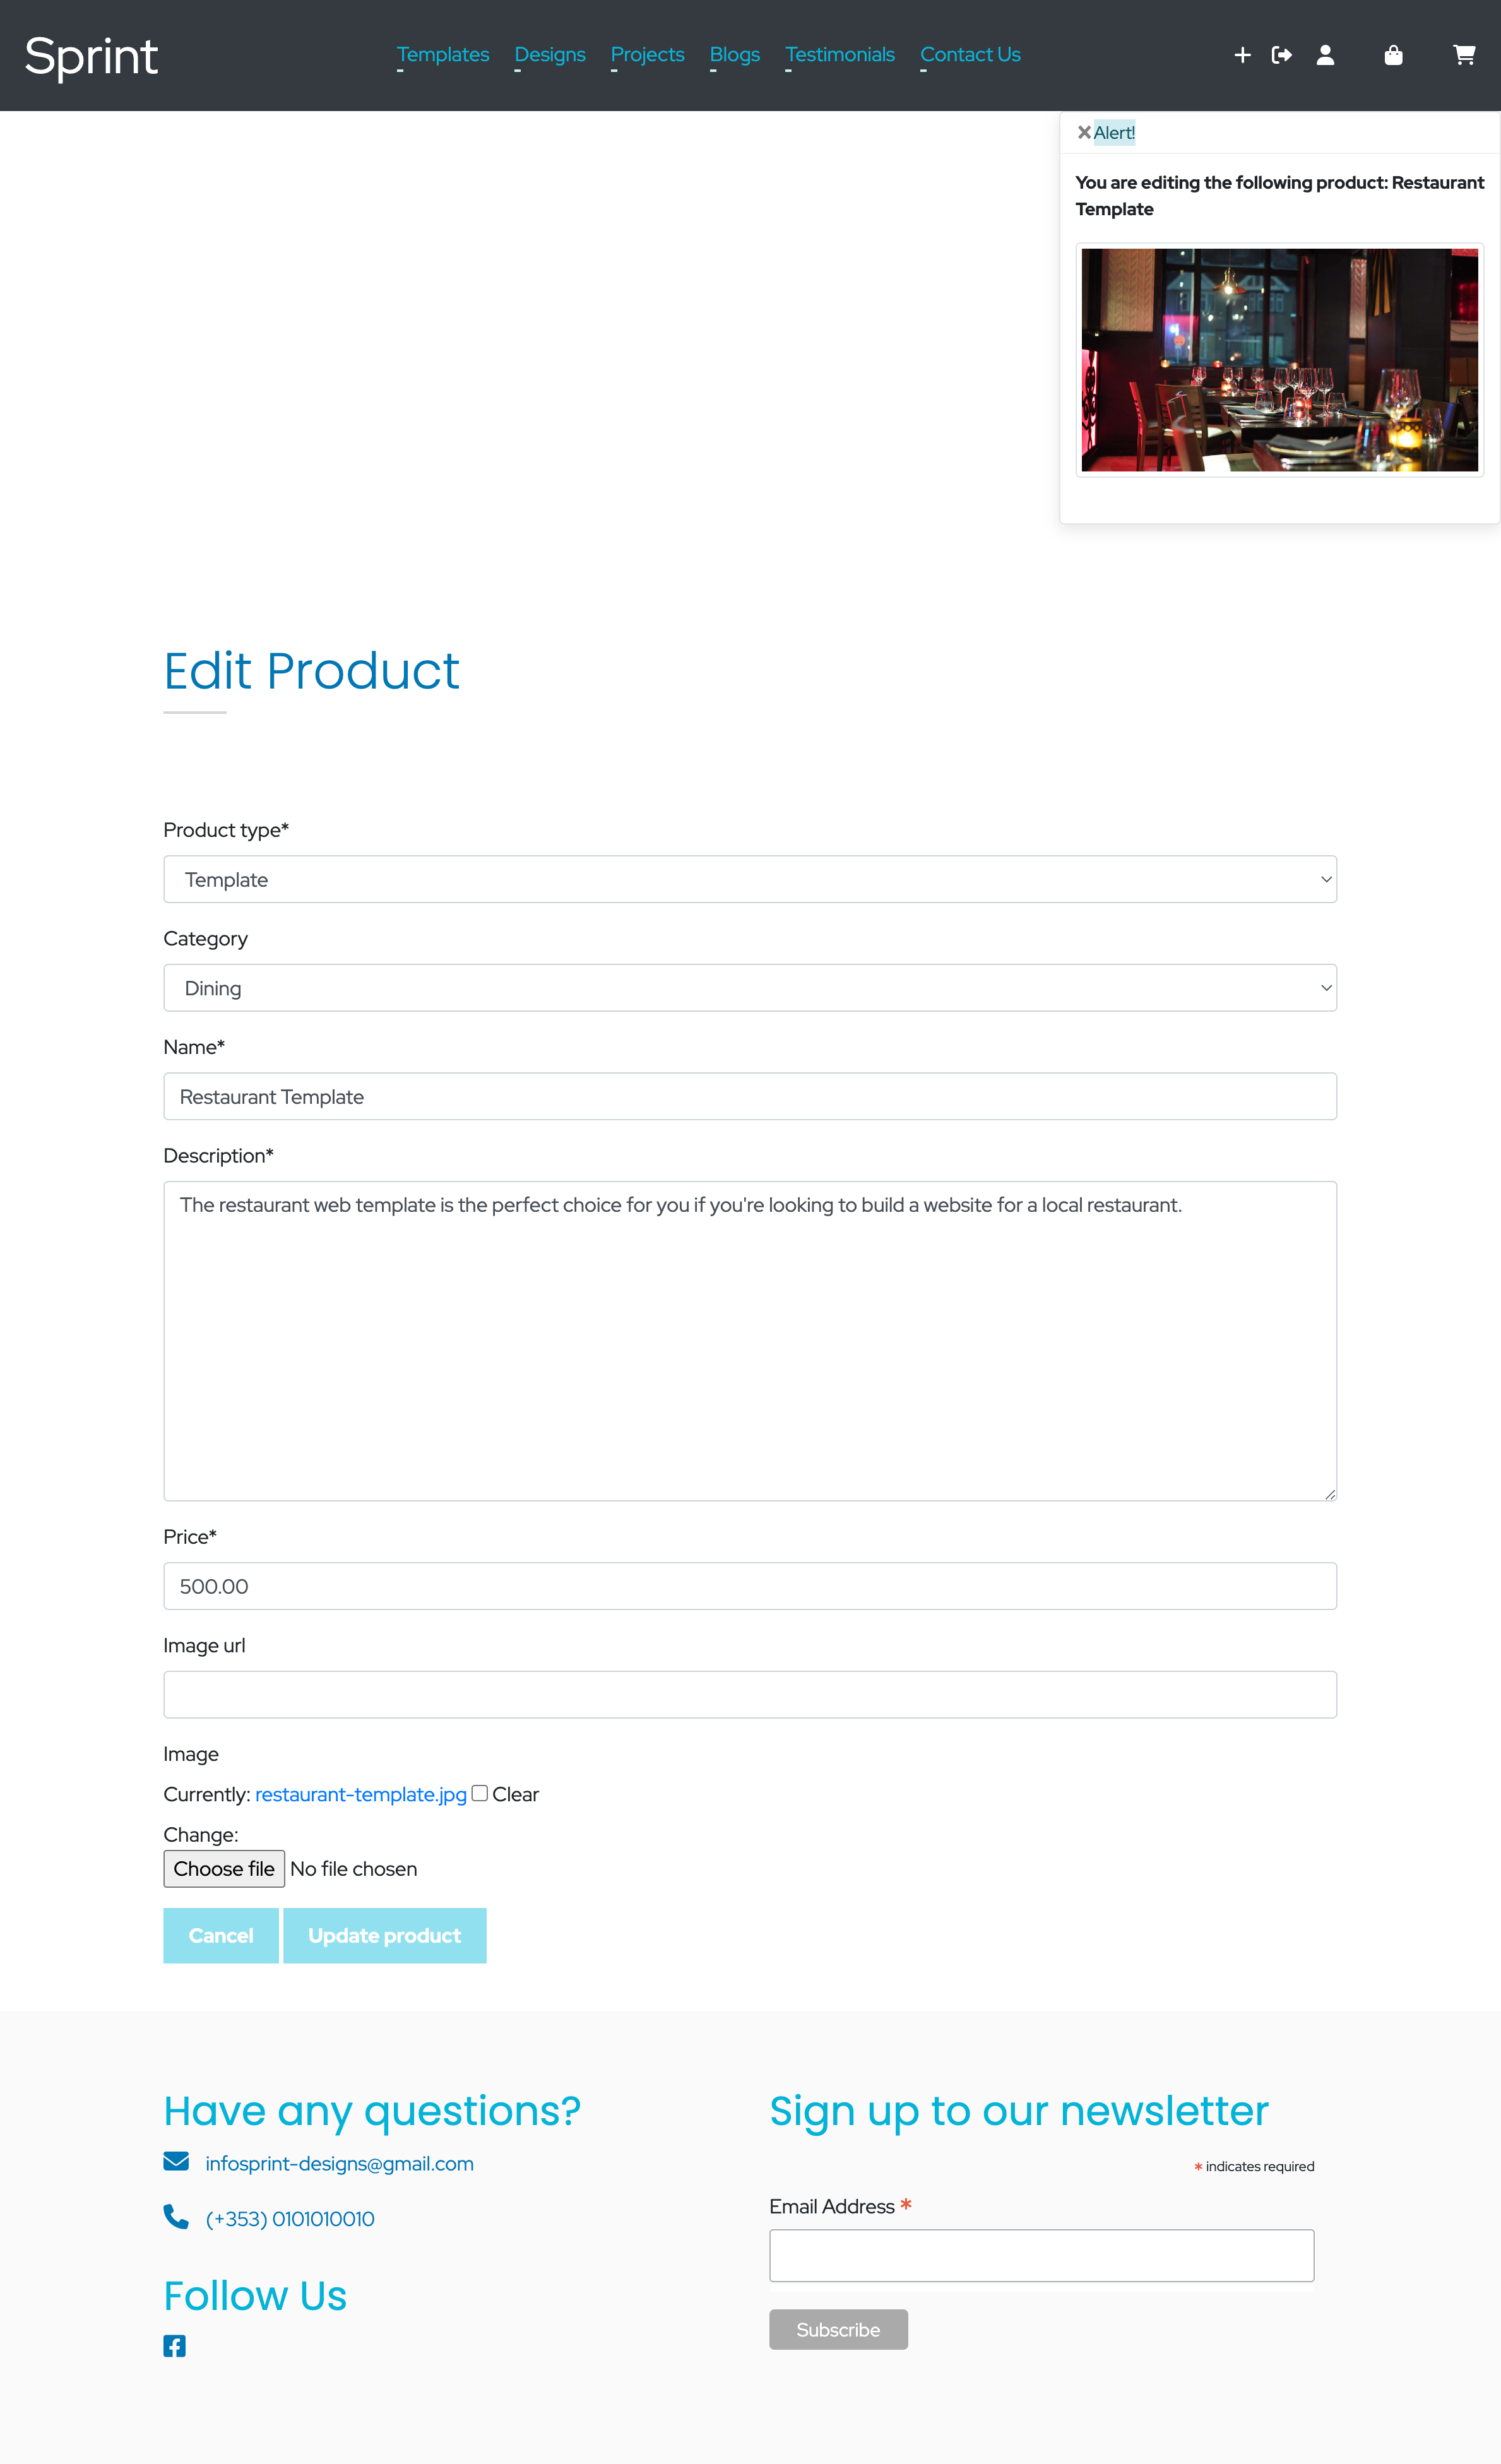 Sprint
Templates Designs Projects Blogs Testimonials Contact Us
Alert!
You are editing the following product: Restaurant
Template
Edit Product
Product type*
Template
Category
Dining
Name*
Restaurant Template
Description*
The restaurant web template is the perfect choice for you if you're looking to build a website for a local restaurant.
Price*
500.00
Image url
Image
Currently: restaurant-template.jpg Clear
Change:
Choose file No file chosen
Cancel Update product
Have any questions?
infosprint-designs@gmail.com
(+353) 0101010010
Follow Us
Sign up to our newsletter
* indicates required
Email Address *
Subscribe